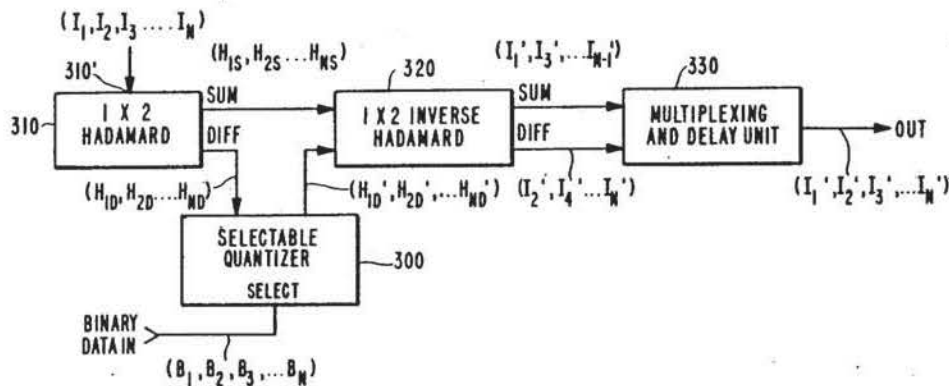 (I1, I2, I3 .... IN)
310'
310
1 X 2
HADAMARD
SUM
DIFF
(H1S, H2S ... HNS)
320
1 X 2 INVERSE
HADAMARD
SUM
DIFF
(I1', I3', ... IN-1')
330
MULTIPLEXING
AND DELAY UNIT
OUT
(H1D, H2D .... HND)
(H1D', H2D', ... HND')
(I2', I4' ... IN')
(I1', I2', I3', ... IN')
SELECTABLE
QUANTIZER
SELECT
300
BINARY
DATA IN
(B1, B2, B3, ... BN)